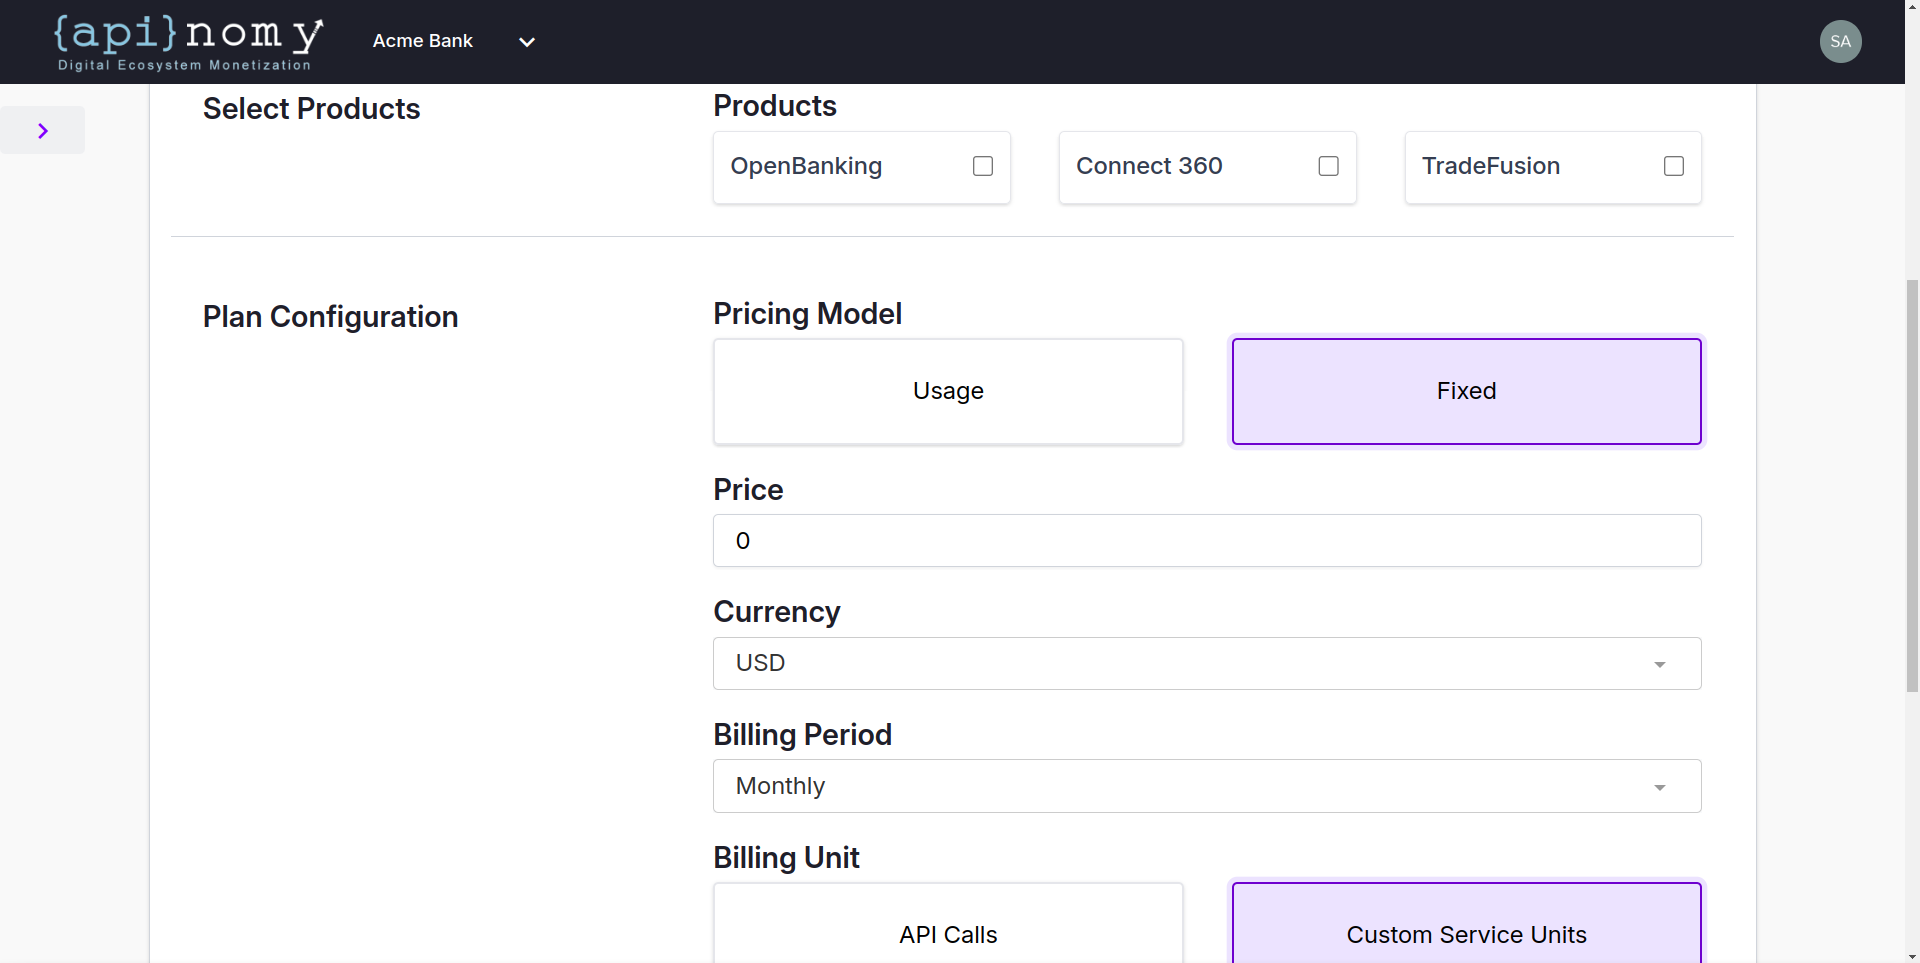 {api}nomy
Digital Ecosystem Monetization
Acme Bank
SA
Select Products
Products
OpenBanking
Connect 360
TradeFusion
Plan Configuration
Pricing Model
Usage
Fixed
Price
0
Currency
USD
Billing Period
Monthly
Billing Unit
API Calls
Custom Service Units